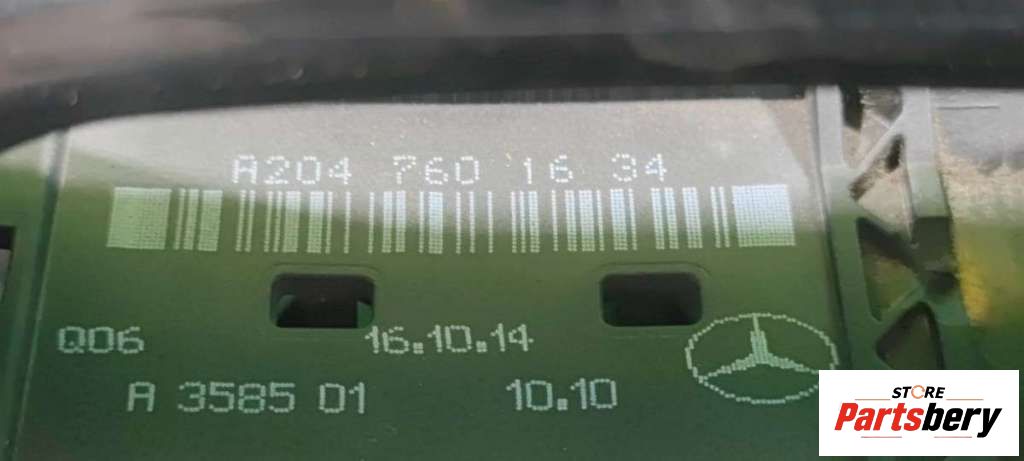 A204 760 16 34
Q06 16.10.14
A 3585 01 10.10
STORE
Partsbery